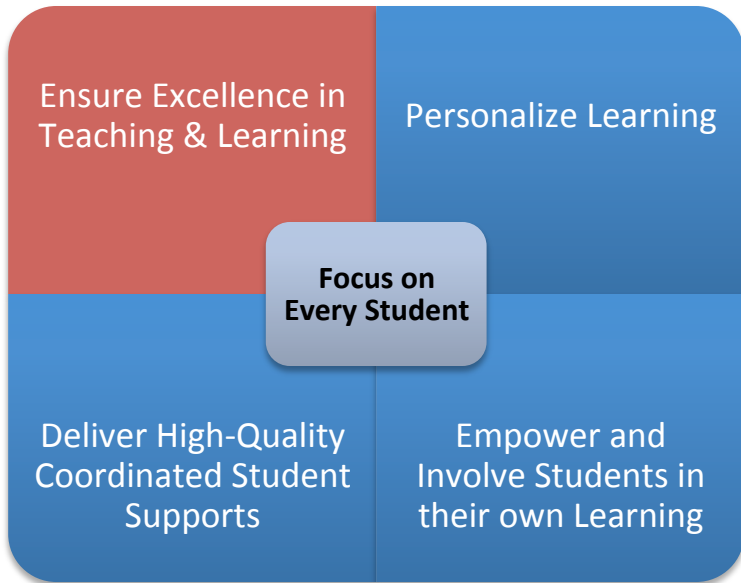 Ensure Excellence in
Teaching & Learning
Personalize Learning
Focus on
Every Student
Deliver High-Quality
Coordinated Student
Supports
Empower and
Involve Students in
their own Learning